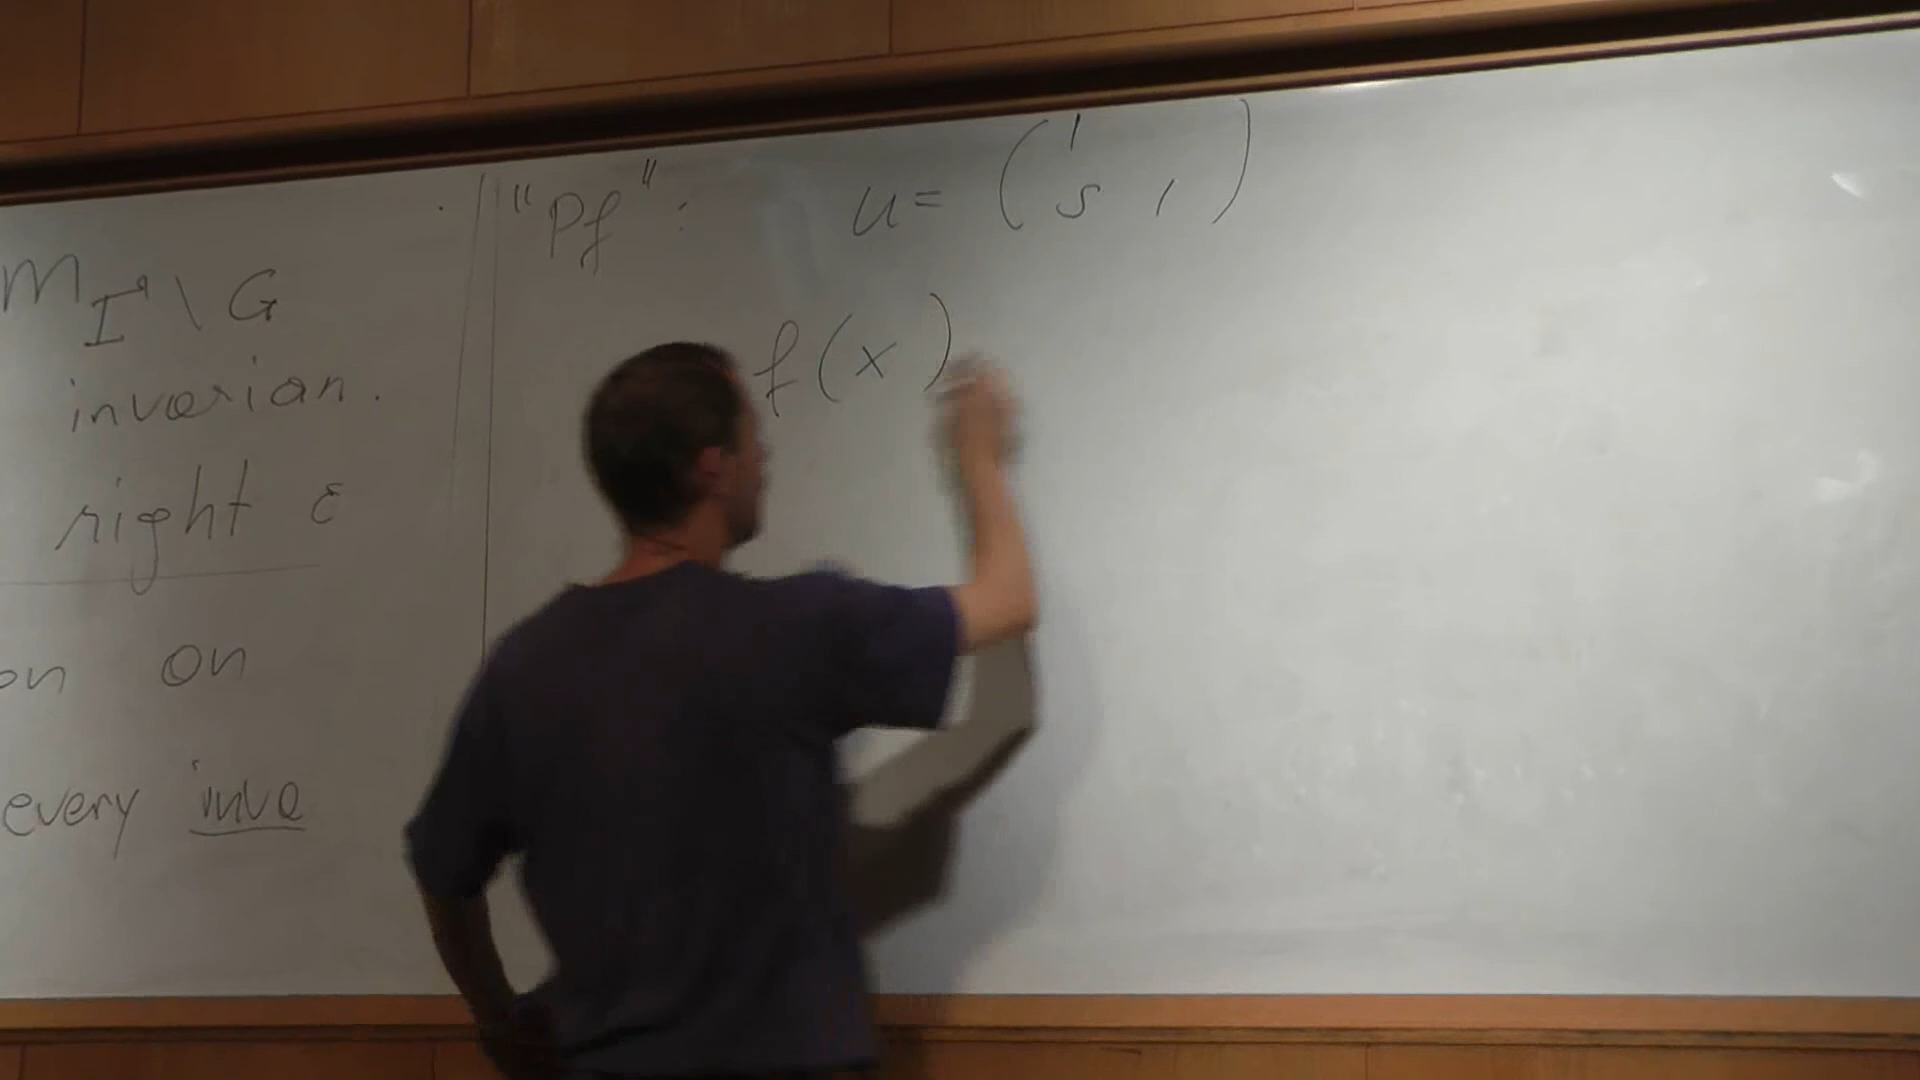 M_I \ G
invarian.
right ε
on on
every inve
"Pf": u = ( 1
s 1 )
f(x)